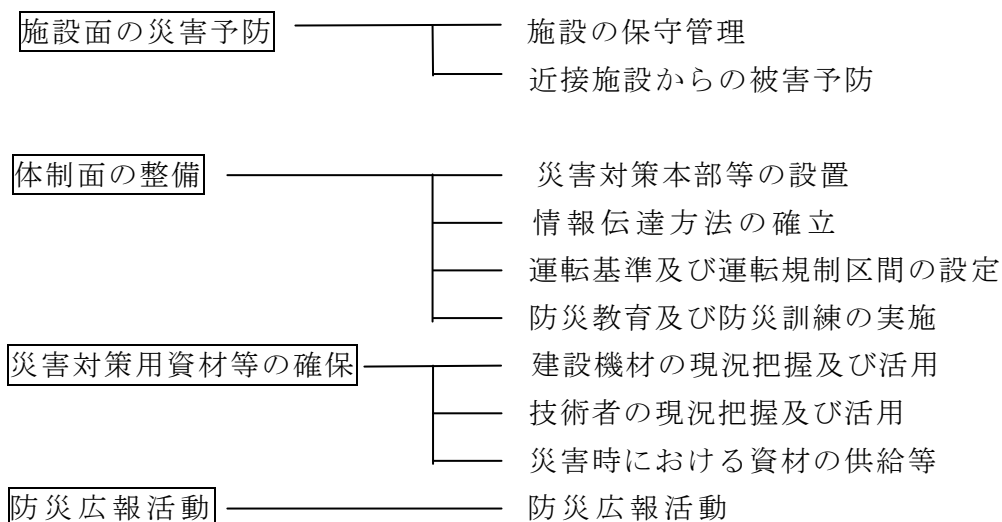 施設面の災害予防 施設の保守管理
近接施設からの被害予防
体制面の整備 災害対策本部等の設置
情報伝達方法の確立
運転基準及び運転規制区間の設定
防災教育及び防災訓練の実施
災害対策用資材等の確保 建設機材の現況把握及び活用
技術者の現況把握及び活用
災害時における資材の供給等
防災広報活動 防災広報活動